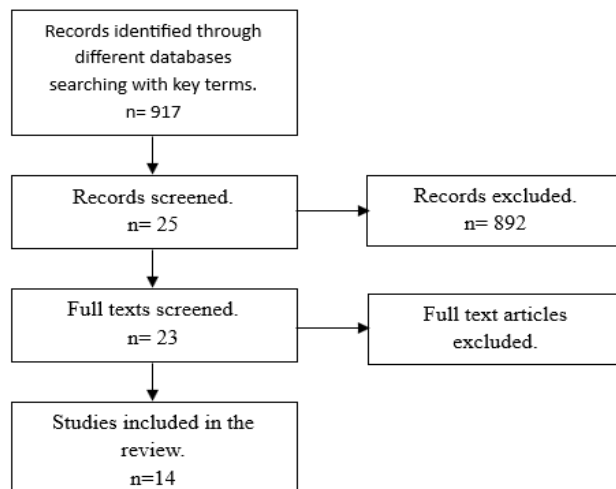 Records identified through
different databases
searching with key terms.
n= 917
Records screened.
n= 25
Records excluded.
n= 892
Full texts screened.
n= 23
Full text articles
excluded.
Studies included in the
review.
n=14